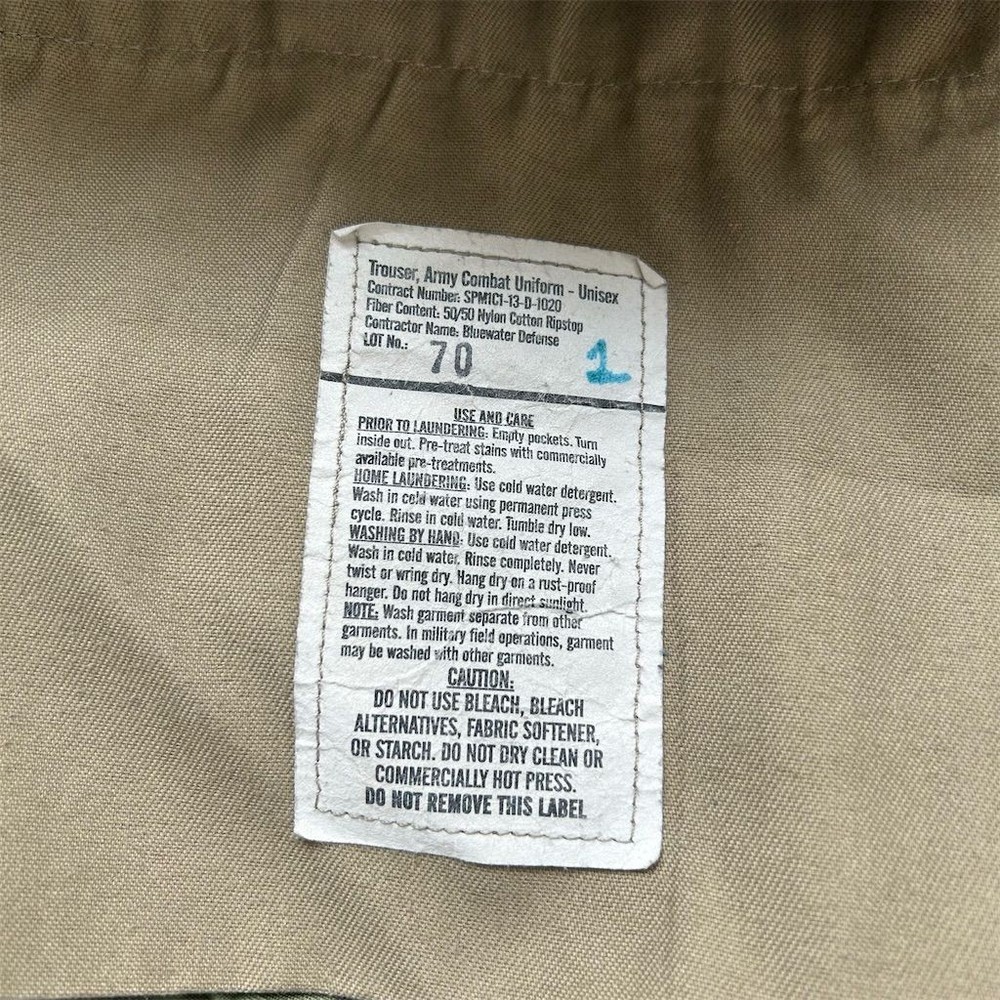 Trouser, Army Combat Uniform - Unisex
Contract Number: SPM1C1-13-D-1020
Fiber Content: 50/50 Nylon Cotton Ripstop
Contractor Name: Bluewater Defense
LOT No.: 70 1
USE AND CARE
PRIOR TO LAUNDERING: Empty pockets. Turn
inside out. Pre-treat stains with commercially
available pre-treatments.
HOME LAUNDERING: Use cold water detergent.
Wash in cold water using permanent press
cycle. Rinse in cold water. Tumble dry low.
WASHING BY HAND: Use cold water detergent.
Wash in cold water. Rinse completely. Never
twist or wring dry. Hang dry on a rust-proof
hanger. Do not hang dry in direct sunlight.
NOTE: Wash garment separate from other
garments. In military field operations, garment
may be washed with other garments.
CAUTION:
DO NOT USE BLEACH, BLEACH
ALTERNATIVES, FABRIC SOFTENER,
OR STARCH. DO NOT DRY CLEAN OR
COMMERCIALLY HOT PRESS.
DO NOT REMOVE THIS LABEL